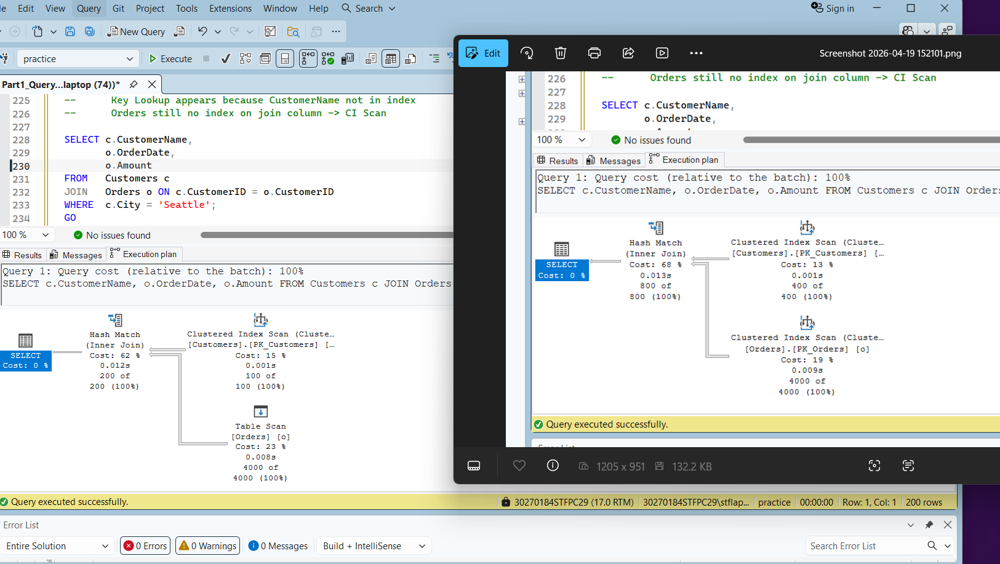 Edit View Query Git Project Tools Extensions Window Help Search Sign in
New Query
practice Execute
Part1_Query...laptop (74))*
225 -- Key Lookup appears because CustomerName not in index
226 -- Orders still no index on join column -> CI Scan
227
228 SELECT c.CustomerName,
229 o.OrderDate,
230 o.Amount
231 FROM Customers c
232 JOIN Orders o ON c.CustomerID = o.CustomerID
233 WHERE c.City = 'Seattle';
234 GO
100 % No issues found
Results Messages Execution plan
Query 1: Query cost (relative to the batch): 100%
SELECT c.CustomerName, o.OrderDate, o.Amount FROM Customers c JOIN Orders
SELECT
Cost: 0 %
Hash Match
(Inner Join)
Cost: 62 %
0.012s
200 of
200 (100%)
Clustered Index Scan (Cluste...
[Customers].[PK_Customers] [...
Cost: 15 %
0.001s
100 of
100 (100%)
Table Scan
[Orders] [o]
Cost: 23 %
0.008s
4000 of
4000 (100%)
Query executed successfully.
30270184STFPC29 (17.0 RTM) 30270184STFPC29\stflap... practice 00:00:00 Row: 1, Col: 1 200 rows
Error List
Entire Solution 0 Errors 0 Warnings 0 Messages Build + IntelliSense Search Error List
Edit Screenshot 2026-04-19 152101.png
226 -- Orders still no index on join column -> CI Scan
227
228 SELECT c.CustomerName,
229 o.OrderDate,
100 % No issues found
Results Messages Execution plan
Query 1: Query cost (relative to the batch): 100%
SELECT c.CustomerName, o.OrderDate, o.Amount FROM Customers c JOIN Orders
SELECT
Cost: 0 %
Hash Match
(Inner Join)
Cost: 68 %
0.013s
800 of
800 (100%)
Clustered Index Scan (Cluste...
[Customers].[PK_Customers] [...
Cost: 13 %
0.001s
400 of
400 (100%)
Clustered Index Scan (Cluste...
[Orders].[PK_Orders] [o]
Cost: 19 %
0.009s
4000 of
4000 (100%)
Query executed successfully.
1205 x 951 132.2 KB